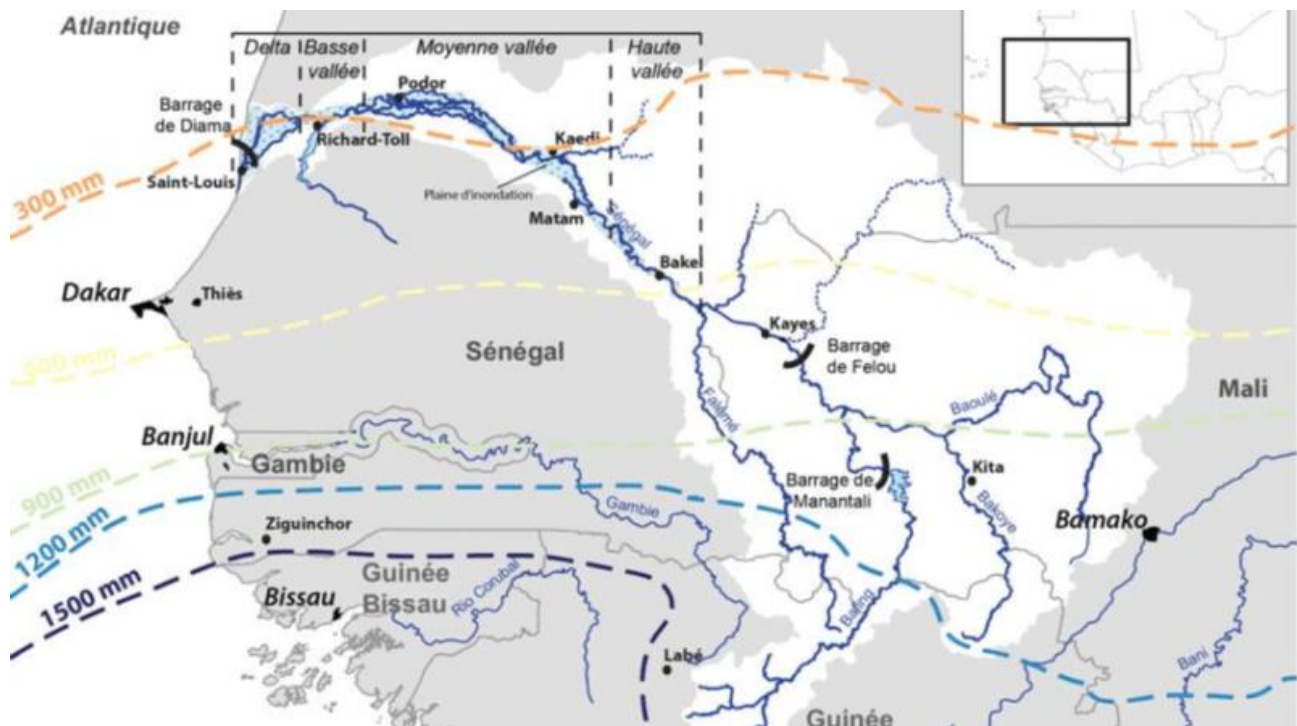 Atlantique
Delta
Basse
vallée
Moyenne vallée
Haute
vallée
Podor
Barrage
de Diama
Richard-Toll
Kaedi
Saint-Louis
Plaine d'inondation
300 mm
Matam
Sénégal
Bakel
Dakar
Thiès
Kayes
600 mm
Sénégal
Barrage
de Felou
Falémé
Baoulé
Mali
Banjul
Gambie
900 mm
Barrage de
Manantali
Kita
Gambie
Bakoye
Bamako
1200 mm
Ziguinchor
1500 mm
Guinée
Bissau
Bissau
Rio Corubal
Bafing
Labé
Bani
Guinée